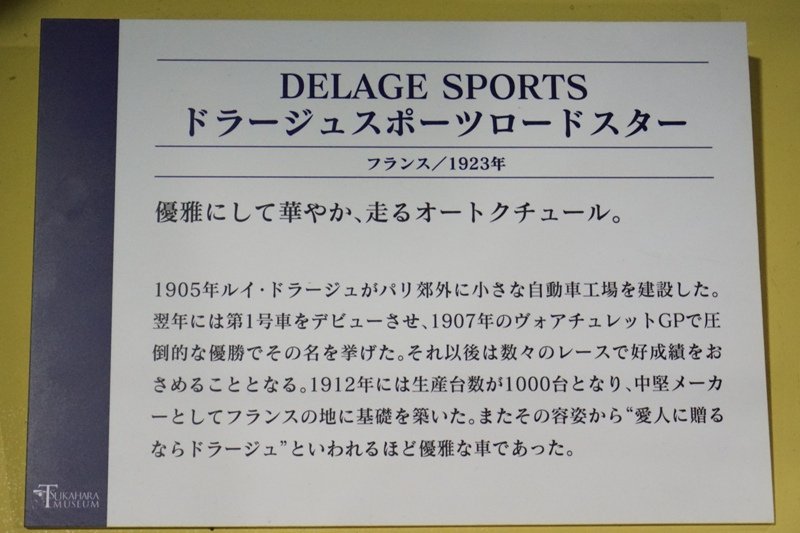 DELAGE SPORTS
ドラージュスポーツロードスター
フランス／1923年
優雅にして華やか、走るオートクチュール。
1905年ルイ・ドラージュがパリ郊外に小さな自動車工場を建設した。
翌年には第1号車をデビューさせ、1907年のヴォアチュレットGPで圧
倒的な優勝でその名を挙げた。それ以後は数々のレースで好成績をお
さめることとなる。1912年には生産台数が1000台となり、中堅メーカ
ーとしてフランスの地に基礎を築いた。またその容姿から“愛人に贈る
ならドラージュ”といわれるほど優雅な車であった。
TSUKAHARA
MUSEUM